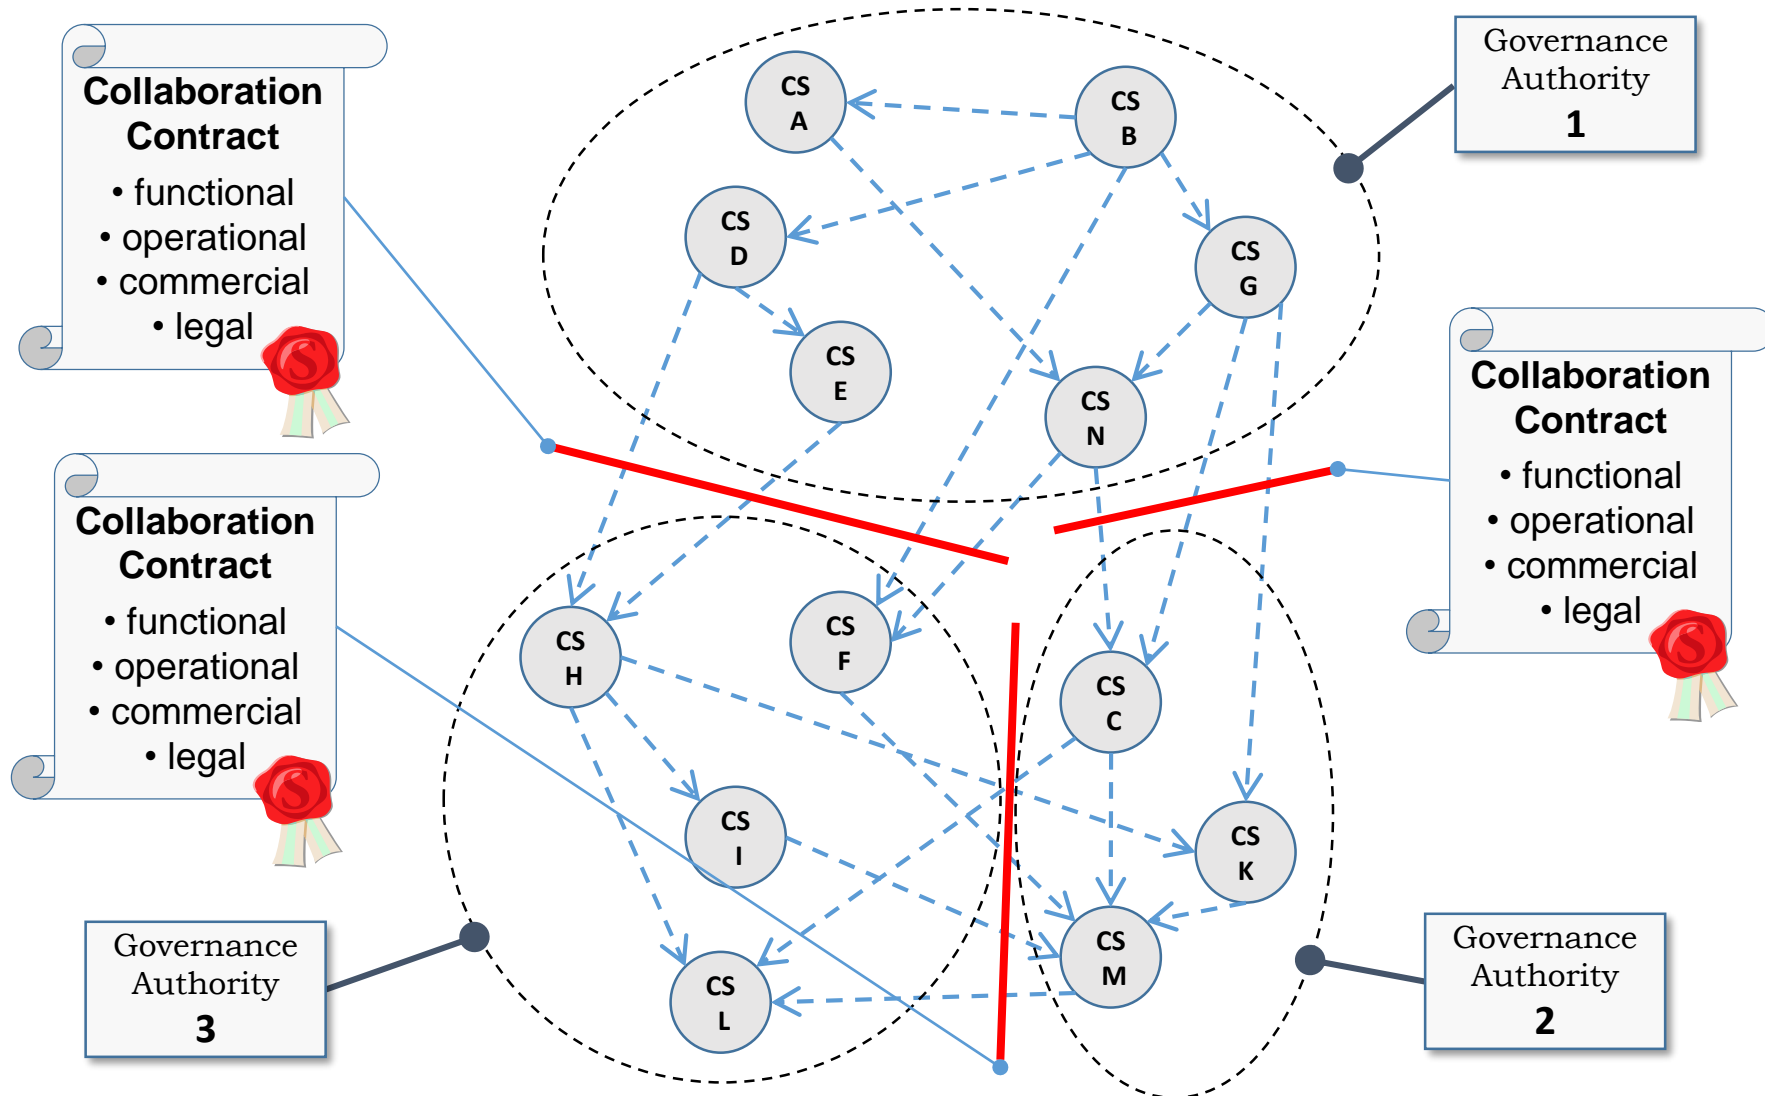 Collaboration
Contract
• functional
• operational
• commercial
• legal
S
Governance
Authority
1
CS
A
CS
B
CS
D
CS
G
CS
E
CS
N
Collaboration
Contract
• functional
• operational
• commercial
• legal
S
Collaboration
Contract
• functional
• operational
• commercial
• legal
S
CS
H
CS
F
CS
C
CS
I
CS
K
CS
M
CS
L
Governance
Authority
3
Governance
Authority
2